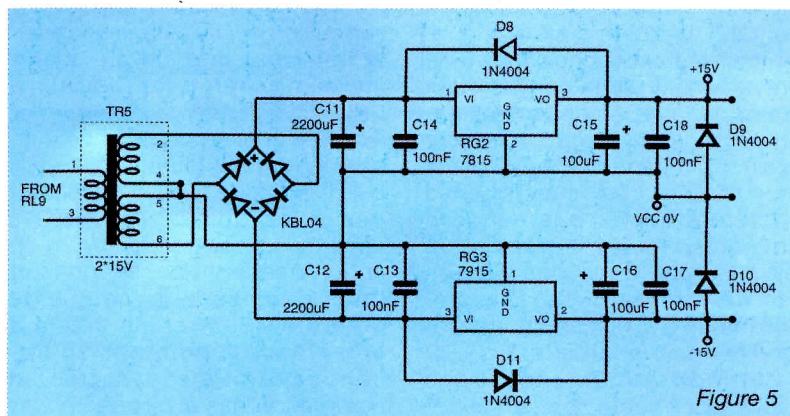 D8
1N4004
TR5
1
VI
G
N
D
VO
3
+15V
C11
2200uF
+
C14
100nF
RG2
7815
2
C15
+
100uF
C18
100nF
D9
1N4004
FROM
RL9
1
3
2
4
5
6
2*15V
+
-
KBL04
VCC 0V
C12
+
2200uF
C13
100nF
RG3
7915
1
G
N
D
3
VI
VO
2
+
C16
100uF
C17
100nF
D10
1N4004
-15V
D11
1N4004
Figure 5